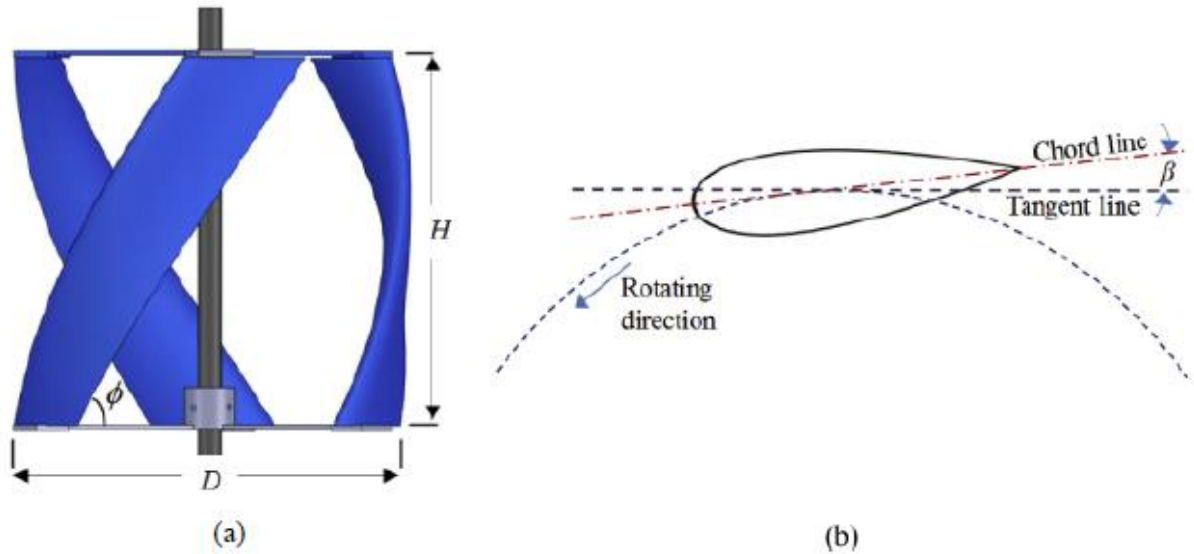 H
ϕ
D
(a)
Chord line
β
Tangent line
Rotating
direction
(b)